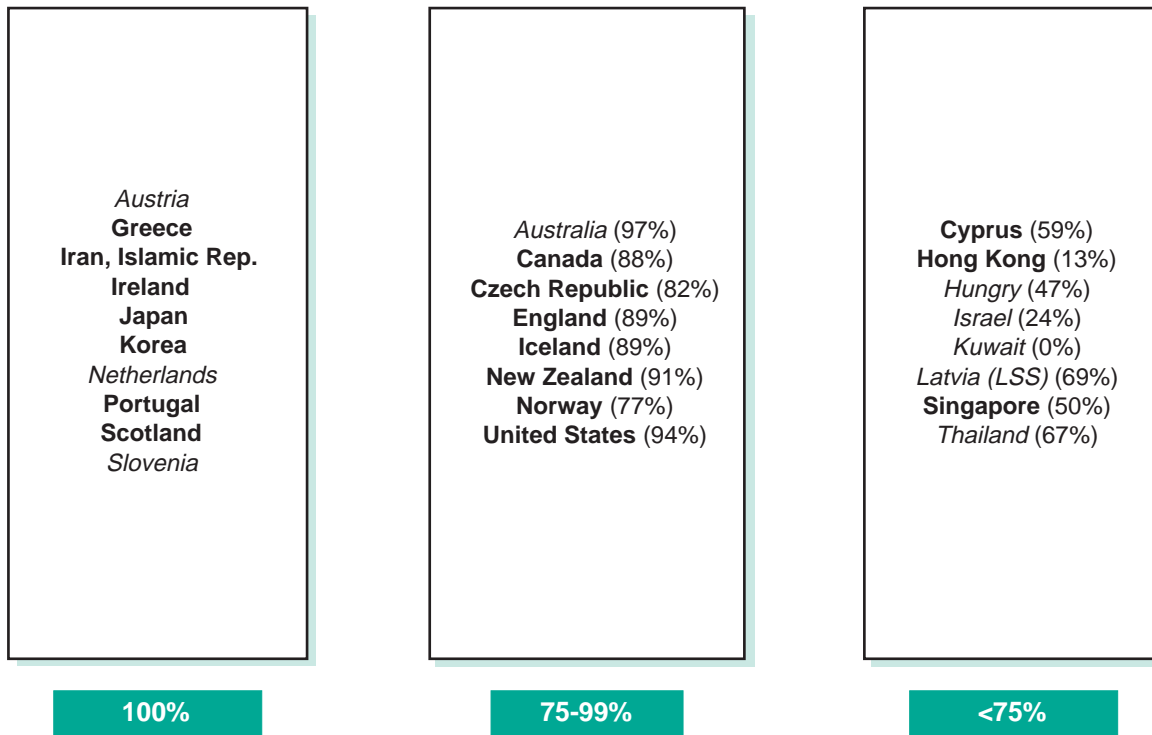 Austria
Greece
Iran, Islamic Rep.
Ireland
Japan
Korea
Netherlands
Portugal
Scotland
Slovenia
100%
Australia (97%)
Canada (88%)
Czech Republic (82%)
England (89%)
Iceland (89%)
New Zealand (91%)
Norway (77%)
United States (94%)
75-99%
Cyprus (59%)
Hong Kong (13%)
Hungry (47%)
Israel (24%)
Kuwait (0%)
Latvia (LSS) (69%)
Singapore (50%)
Thailand (67%)
<75%